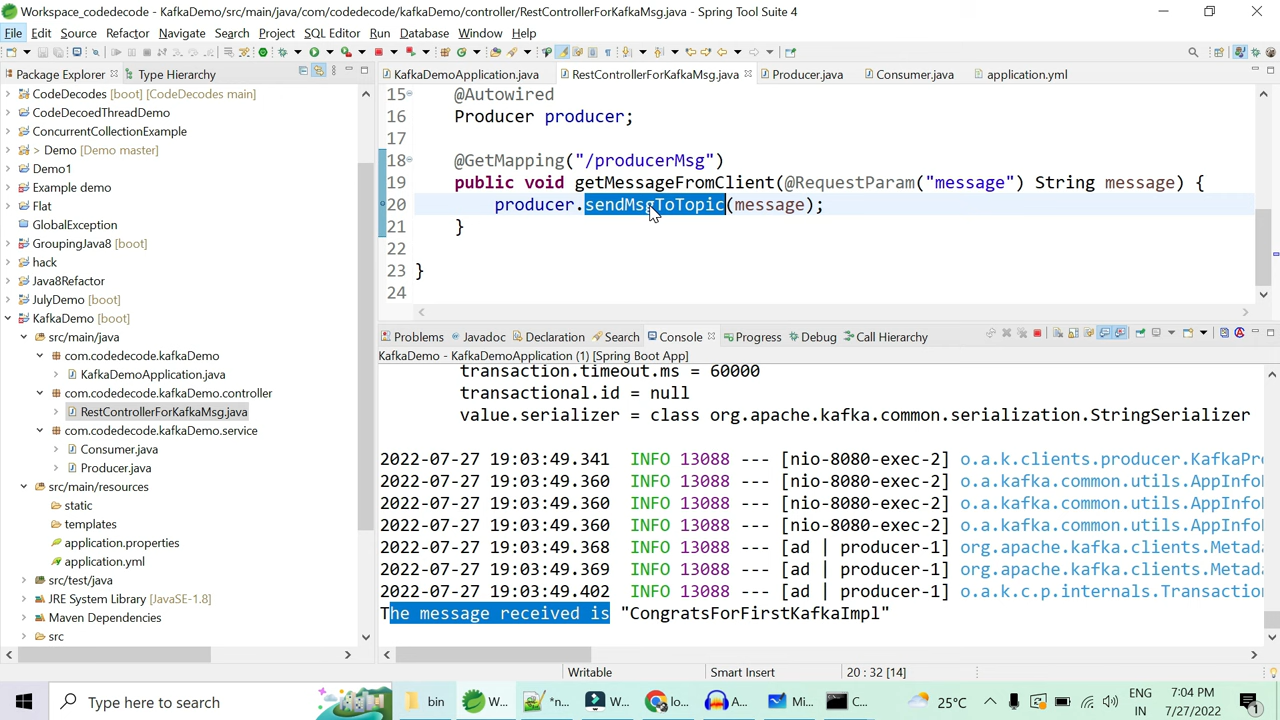 Workspace_codedecode - KafkaDemo/src/main/java/com/codedecode/kafkaDemo/controller/RestControllerForKafkaMsg.java - Spring Tool Suite 4
File Edit Source Refactor Navigate Search Project SQL Editor Run Database Window Help
Package Explorer Type Hierarchy
KafkaDemoApplication.java RestControllerForKafkaMsg.java Producer.java Consumer.java application.yml
CodeDecodes [boot] [CodeDecodes main]
CodeDecoedThreadDemo
ConcurrentCollectionExample
> Demo [Demo master]
Demo1
Example demo
Flat
GlobalException
GroupingJava8 [boot]
hack
Java8Refactor
JulyDemo [boot]
KafkaDemo [boot]
src/main/java
com.codedecode.kafkaDemo
KafkaDemoApplication.java
com.codedecode.kafkaDemo.controller
RestControllerForKafkaMsg.java
com.codedecode.kafkaDemo.service
Consumer.java
Producer.java
src/main/resources
static
templates
application.properties
application.yml
src/test/java
JRE System Library [JavaSE-1.8]
Maven Dependencies
src
15 @Autowired
16 Producer producer;
17
18 @GetMapping("/producerMsg")
19 public void getMessageFromClient(@RequestParam("message") String message) {
20 producer.sendMsgToTopic(message);
21 }
22
23 }
24
Problems Javadoc Declaration Search Console Progress Debug Call Hierarchy
KafkaDemo - KafkaDemoApplication (1) [Spring Boot App]
transaction.timeout.ms = 60000
transactional.id = null
value.serializer = class org.apache.kafka.common.serialization.StringSerializer
2022-07-27 19:03:49.341 INFO 13088 --- [nio-8080-exec-2] o.a.k.clients.producer.KafkaPr
2022-07-27 19:03:49.360 INFO 13088 --- [nio-8080-exec-2] o.a.kafka.common.utils.AppInfo
2022-07-27 19:03:49.360 INFO 13088 --- [nio-8080-exec-2] o.a.kafka.common.utils.AppInfo
2022-07-27 19:03:49.360 INFO 13088 --- [nio-8080-exec-2] o.a.kafka.common.utils.AppInfo
2022-07-27 19:03:49.368 INFO 13088 --- [ad | producer-1] org.apache.kafka.clients.Metad
2022-07-27 19:03:49.369 INFO 13088 --- [ad | producer-1] org.apache.kafka.clients.Metad
2022-07-27 19:03:49.402 INFO 13088 --- [ad | producer-1] o.a.k.c.p.internals.Transactio
The message received is "CongratsForFirstKafkaImpl"
Writable Smart Insert 20 : 32 [14]
Type here to search
bin W... *n... W... lo... A... Mi... C...
25°C
ENG
IN
7:04 PM
7/27/2022
1